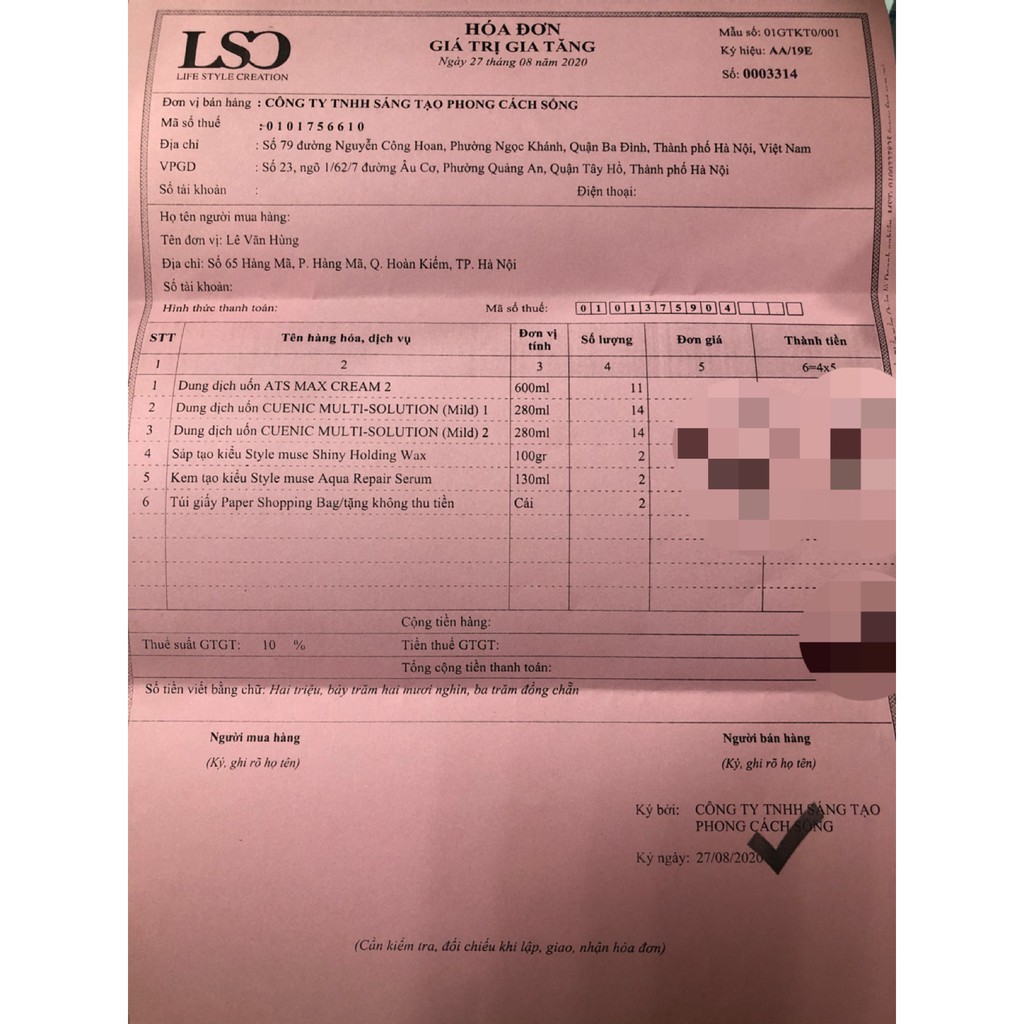 LSC
LIFE STYLE CREATION
HÓA ĐƠN
GIÁ TRỊ GIA TĂNG
Ngày 27 tháng 08 năm 2020
Mẫu số: 01GTKT0/001
Ký hiệu: AA/19E
Số: 0003314
Đơn vị bán hàng : CÔNG TY TNHH SÁNG TẠO PHONG CÁCH SỐNG
Mã số thuế : 0101756610
Địa chỉ : Số 79 đường Nguyễn Công Hoan, Phường Ngọc Khánh, Quận Ba Đình, Thành phố Hà Nội, Việt Nam
VPGD : Số 23, ngõ 1/62/7 đường Âu Cơ, Phường Quảng An, Quận Tây Hồ, Thành phố Hà Nội
Số tài khoản : Điện thoại:
Họ tên người mua hàng:
Tên đơn vị: Lê Văn Hùng
Địa chỉ: Số 65 Hàng Mã, P. Hàng Mã, Q. Hoàn Kiếm, TP. Hà Nội
Số tài khoản:
Hình thức thanh toán: Mã số thuế: 0101375904
STT Tên hàng hóa, dịch vụ Đơn vị tính Số lượng Đơn giá Thành tiền
1 2 3 4 5 6=4x5
1 Dung dịch uốn ATS MAX CREAM 2 600ml 11
2 Dung dịch uốn CUENIC MULTI-SOLUTION (Mild) 1 280ml 14
3 Dung dịch uốn CUENIC MULTI-SOLUTION (Mild) 2 280ml 14
4 Sáp tạo kiểu Style muse Shiny Holding Wax 100gr 2
5 Kem tạo kiểu Style muse Aqua Repair Serum 130ml 2
6 Túi giấy Paper Shopping Bag/tặng không thu tiền Cái 2
Cộng tiền hàng:
Thuế suất GTGT: 10 % Tiền thuế GTGT:
Tổng cộng tiền thanh toán:
Số tiền viết bằng chữ: Hai triệu, bảy trăm hai mươi nghìn, ba trăm đồng chẵn
Người mua hàng Người bán hàng
(Ký, ghi rõ họ tên) (Ký, ghi rõ họ tên)
Ký bởi: CÔNG TY TNHH SÁNG TẠO
PHONG CÁCH SỐNG
Ký ngày: 27/08/2020
(Cần kiểm tra, đối chiếu khi lập, giao, nhận hóa đơn)